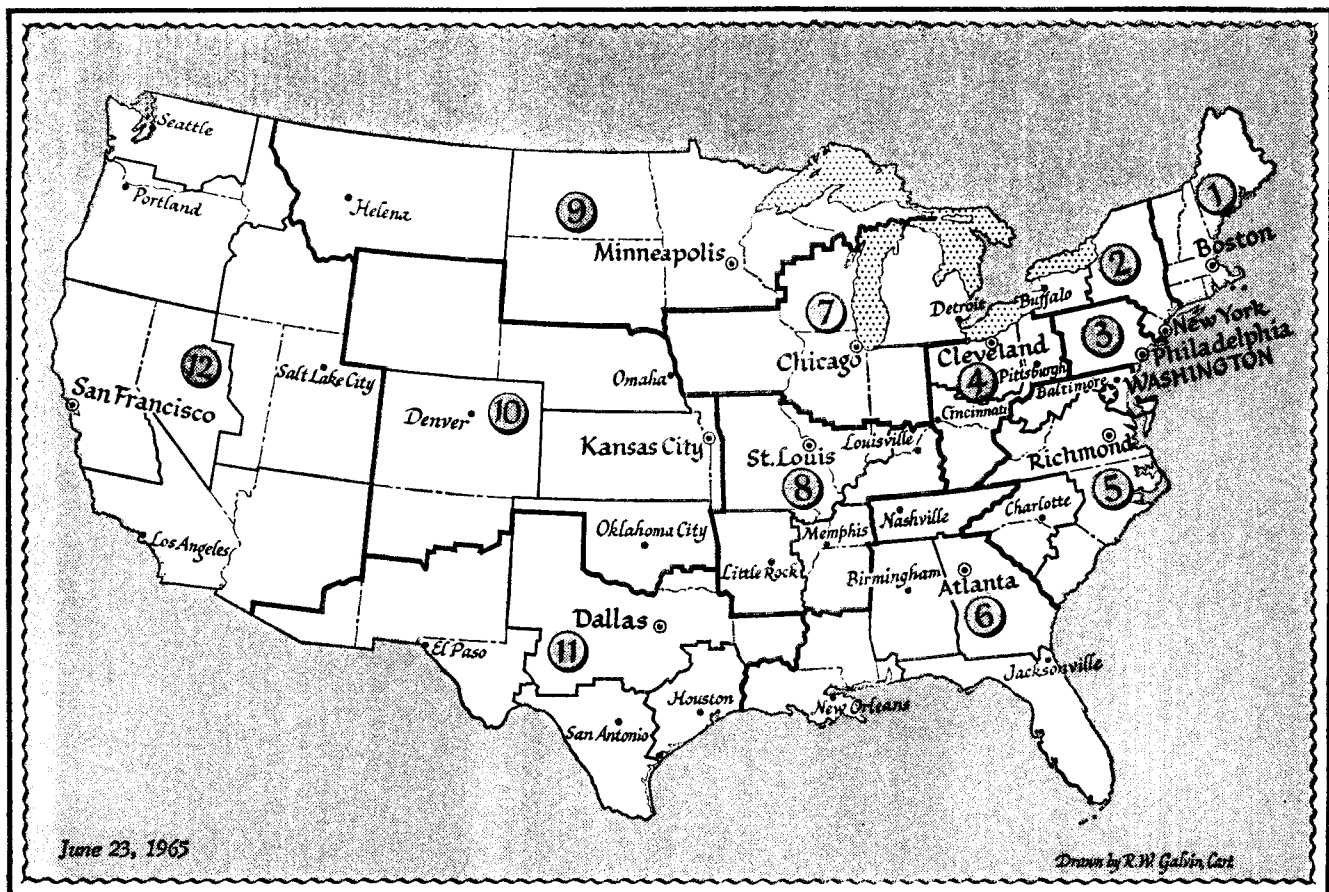 Seattle
Portland
Helena
9
Minneapolis
1
Boston
2
Buffalo
Detroit
7
Chicago
New York
3
Philadelphia
Cleveland
Pittsburgh
WASHINGTON
4
Baltimore
Cincinnati
12
San Francisco
Salt Lake City
Omaha
Denver
10
Kansas City
St. Louis
Louisville
8
Richmond
5
Charlotte
Nashville
Memphis
Los Angeles
Oklahoma City
Little Rock
Birmingham
Atlanta
6
Dallas
11
El Paso
Houston
San Antonio
New Orleans
Jacksonville
June 23, 1965
Drawn by R.W. Galvin Cart